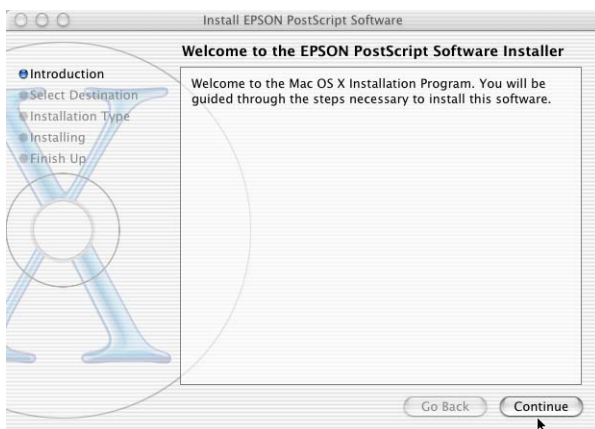 Install EPSON PostScript Software
Welcome to the EPSON PostScript Software Installer
Introduction
Select Destination
Installation Type
Installing
Finish Up
Welcome to the Mac OS X Installation Program. You will be
guided through the steps necessary to install this software.
Go Back
Continue